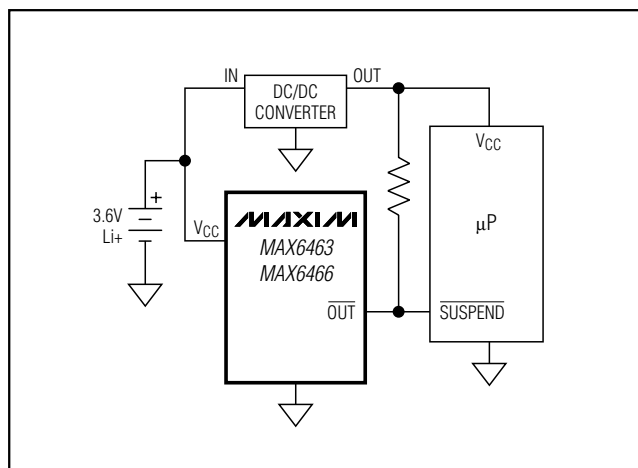 IN
OUT
DC/DC
CONVERTER
VCC
+
3.6V
Li+
VCC
MAXIM
MAX6463
MAX6466
μP
OUT
SUSPEND